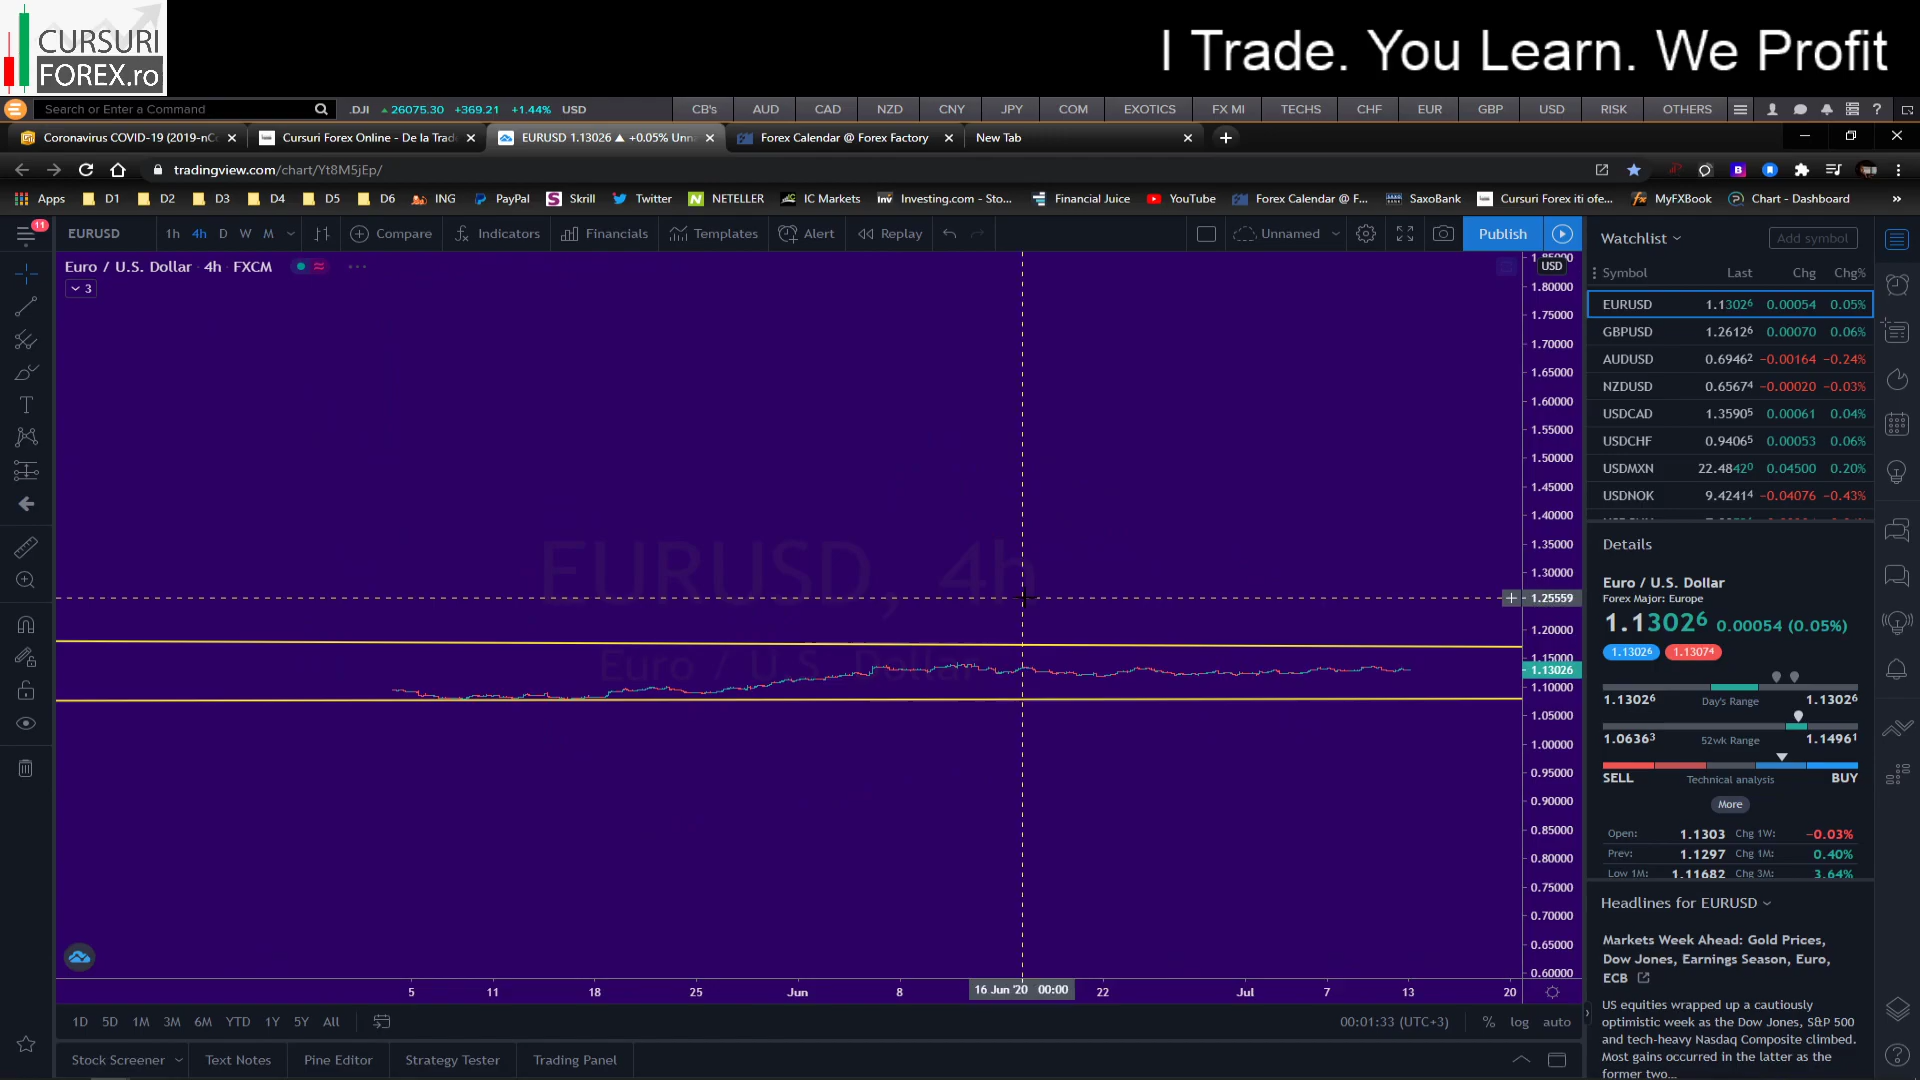 CURSURI
FOREX.ro
I Trade. You Learn. We Profit
Search or Enter a Command
.DJI 26075.30 +369.21 +1.44% USD
CB's AUD CAD NZD CNY JPY COM EXOTICS FX MI TECHS CHF EUR GBP USD RISK OTHERS
Coronavirus COVID-19 (2019-nCo
Cursuri Forex Online - De la Trade
EURUSD 1.13026 ▲ +0.05% Unna
Forex Calendar @ Forex Factory
New Tab
tradingview.com/chart/Yt8M5jEp/
Apps D1 D2 D3 D4 D5 D6 ING PayPal Skrill Twitter NETELLER IC Markets Investing.com - Sto... Financial Juice YouTube Forex Calendar @ F... SaxoBank Cursuri Forex iti ofe... MyFXBook Chart - Dashboard »
11
EURUSD 1h 4h D W M Compare Indicators Financials Templates Alert Replay Unnamed Publish
Euro / U.S. Dollar · 4h · FXCM
3
EURUSD, 4h
Euro / U.S. Dollar
USD
1.85000
1.80000
1.75000
1.70000
1.65000
1.60000
1.55000
1.50000
1.45000
1.40000
1.35000
1.30000
1.25559
1.20000
1.15000
1.13026
1.10000
1.05000
1.00000
0.95000
0.90000
0.85000
0.80000
0.75000
0.70000
0.65000
0.60000
5 11 18 25 Jun 8 16 Jun '20 00:00 22 Jul 7 13 20
1D 5D 1M 3M 6M YTD 1Y 5Y All
00:01:33 (UTC+3) % log auto
Stock Screener Text Notes Pine Editor Strategy Tester Trading Panel
Watchlist Add symbol
Symbol Last Chg Chg%
EURUSD 1.13026 0.00054 0.05%
GBPUSD 1.26126 0.00070 0.06%
AUDUSD 0.69462 −0.00164 −0.24%
NZDUSD 0.65674 −0.00020 −0.03%
USDCAD 1.35905 0.00061 0.04%
USDCHF 0.94065 0.00053 0.06%
USDMXN 22.48420 0.04500 0.20%
USDNOK 9.42414 −0.04076 −0.43%
Details
Euro / U.S. Dollar
Forex Major: Europe
1.13026 0.00054 (0.05%)
1.13026 1.13074
1.13026 Day's Range 1.13026
1.06363 52wk Range 1.14961
SELL Technical analysis BUY
More
Open: 1.1303 Chg 1W: −0.03%
Prev: 1.1297 Chg 1M: 0.40%
Low 1M: 1.11682 Chg 3M: 3.64%
Headlines for EURUSD
Markets Week Ahead: Gold Prices,
Dow Jones, Earnings Season, Euro,
ECB
US equities wrapped up a cautiously
optimistic week as the Dow Jones, S&P 500
and tech-heavy Nasdaq Composite climbed.
Most gains occurred in the latter as the
former two...